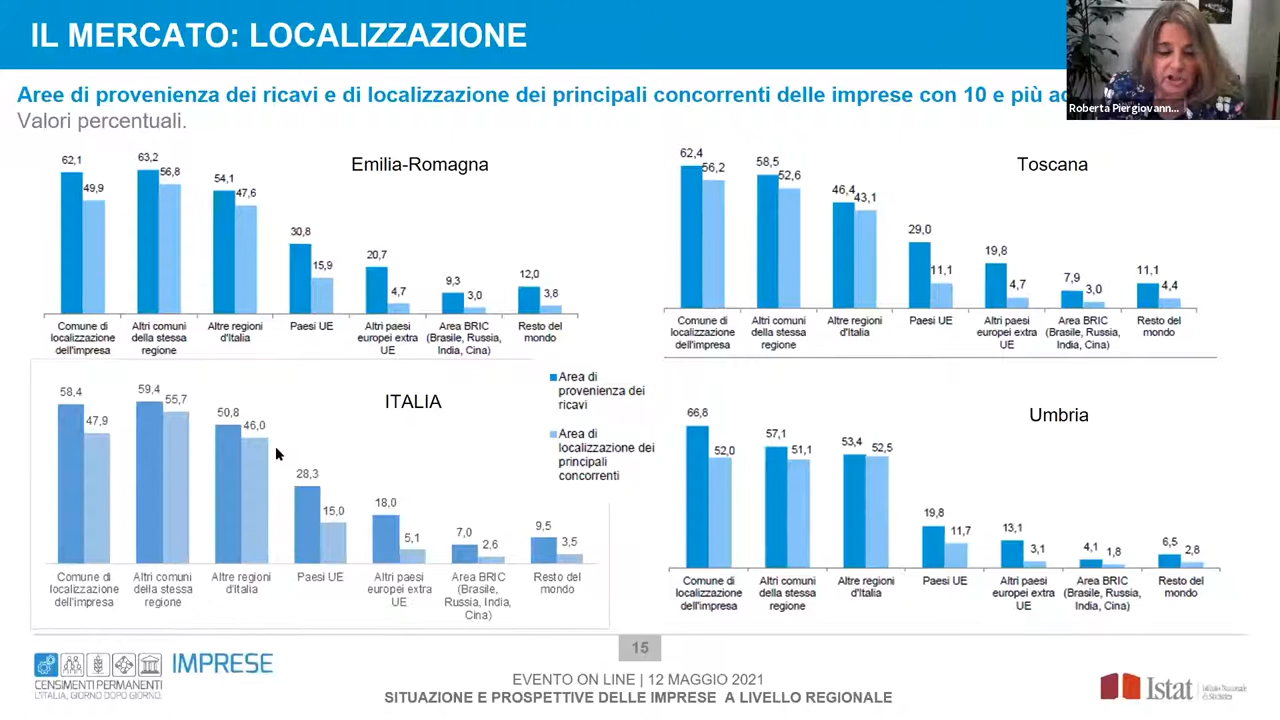 IL MERCATO: LOCALIZZAZIONE
Aree di provenienza dei ricavi e di localizzazione dei principali concorrenti delle imprese con 10 e più
Valori percentuali.
Roberta Piergiovann...
Emilia-Romagna
62,1
49,9
63,2
56,8
54,1
47,6
30,8
15,9
20,7
4,7
9,3
3,0
12,0
3,8
Comune di
localizzazione
dell'impresa
Altri comuni
della stessa
regione
Altre regioni
d'Italia
Paesi UE
Altri paesi
europei extra
UE
Area BRIC
(Brasile, Russia,
India, Cina)
Resto del
mondo
Toscana
62,4
56,2
58,5
52,6
46,4
43,1
29,0
11,1
19,8
4,7
7,9
3,0
11,1
4,4
Comune di
localizzazione
dell'impresa
Altri comuni
della stessa
regione
Altre regioni
d'Italia
Paesi UE
Altri paesi
europei extra
UE
Area BRIC
(Brasile, Russia,
India, Cina)
Resto del
mondo
ITALIA
58,4
47,9
59,4
55,7
50,8
46,0
28,3
15,0
18,0
5,1
7,0
2,6
9,5
3,5
Comune di
localizzazione
dell'impresa
Altri comuni
della stessa
regione
Altre regioni
d'Italia
Paesi UE
Altri paesi
europei extra
UE
Area BRIC
(Brasile,
Russia, India,
Cina)
Resto del
mondo
Area di
provenienza dei
ricavi
Area di
localizzazione dei
principali
concorrenti
Umbria
66,8
52,0
57,1
51,1
53,4
52,5
19,8
11,7
13,1
3,1
4,1
1,8
6,5
2,8
Comune di
localizzazione
dell'impresa
Altri comuni
della stessa
regione
Altre regioni
d'Italia
Paesi UE
Altri paesi
europei extra
UE
Area BRIC
(Brasile, Russia,
India, Cina)
Resto del
mondo
15
IMPRESE
CENSIMENTI PERMANENTI
L'ITALIA, GIORNO DOPO GIORNO.
EVENTO ON LINE | 12 MAGGIO 2021
SITUAZIONE E PROSPETTIVE DELLE IMPRESE A LIVELLO REGIONALE
Istat